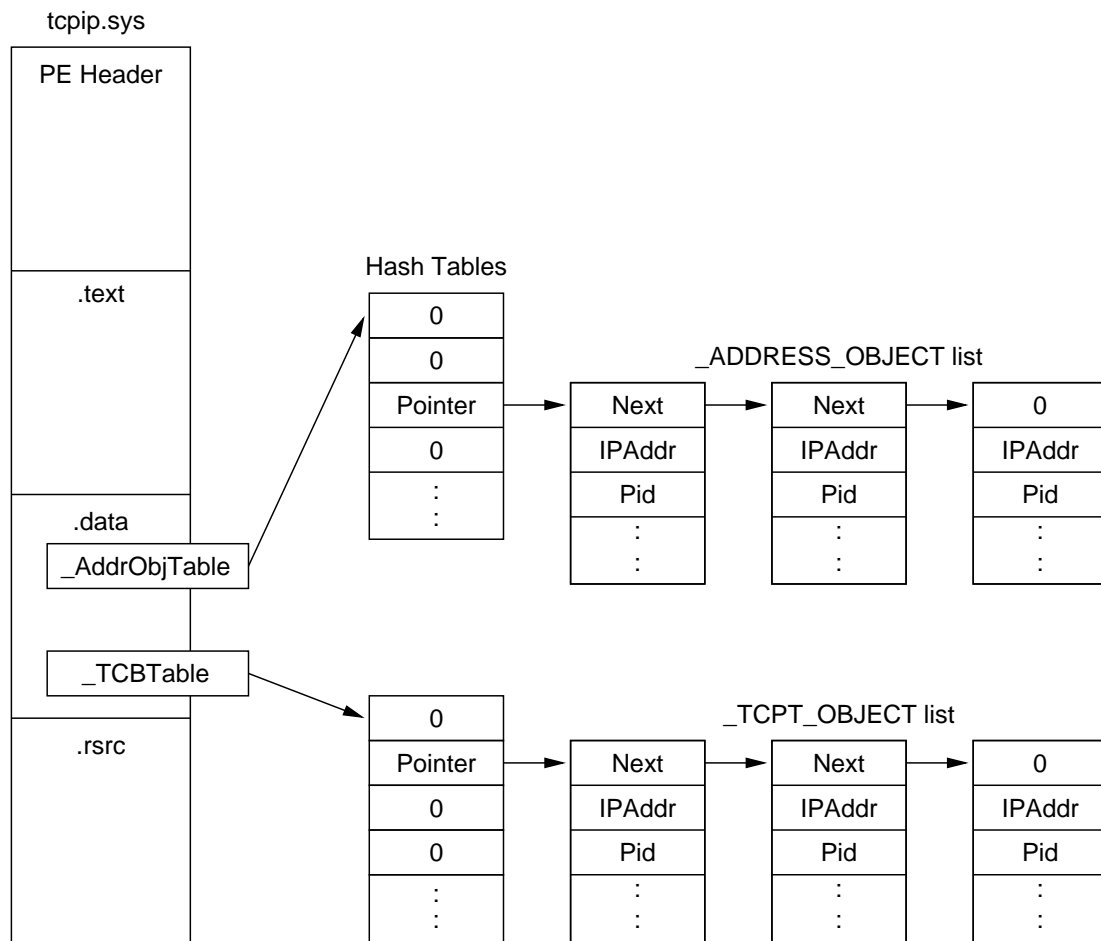 tcpip.sys
PE Header
.text
.data
_AddrObjTable
_TCBTable
.rsrc
Hash Tables
0
0
Pointer
0
:
:
_ADDRESS_OBJECT list
Next
IPAddr
Pid
:
:
Next
IPAddr
Pid
:
:
0
IPAddr
Pid
:
:
0
Pointer
0
0
:
:
_TCPT_OBJECT list
Next
IPAddr
Pid
:
:
Next
IPAddr
Pid
:
:
0
IPAddr
Pid
:
: